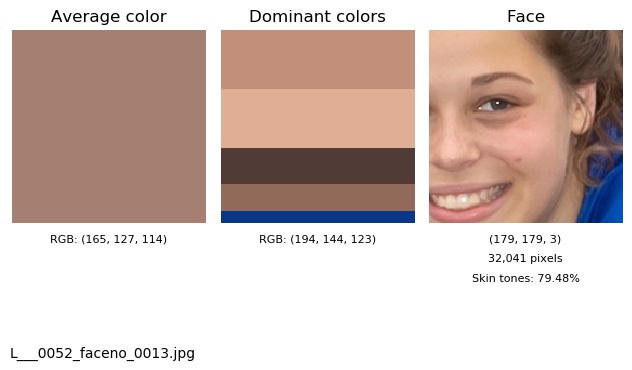 Average color
Dominant colors
Face
RGB: (165, 127, 114)
RGB: (194, 144, 123)
(179, 179, 3)
32,041 pixels
Skin tones: 79.48%
L___0052_faceno_0013.jpg